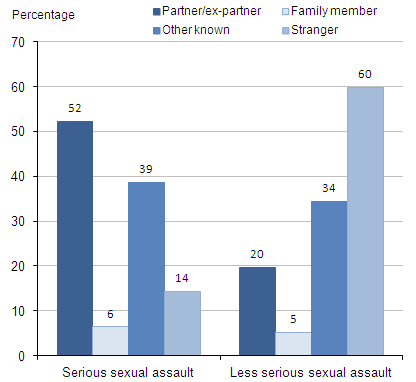 Percentage
Partner/ex-partner
Family member
Other known
Stranger
70
60
50
40
30
20
10
0
52
6
39
14
20
5
34
60
Serious sexual assault
Less serious sexual assault